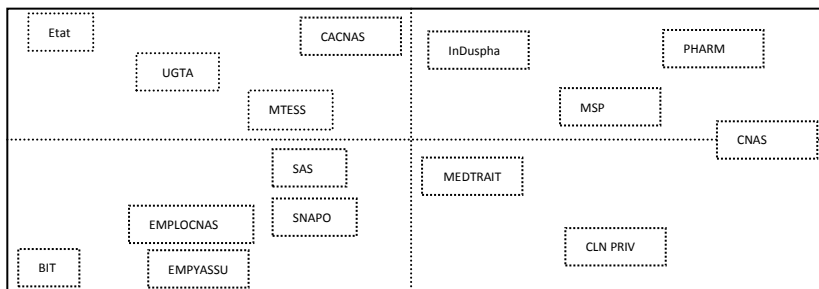 Etat
CACNAS
InDuspha
PHARM
UGTA
MTESS
MSP
CNAS
SAS
MEDTRAIT
EMPLOCNAS
SNAPO
CLN PRIV
BIT
EMPYASSU